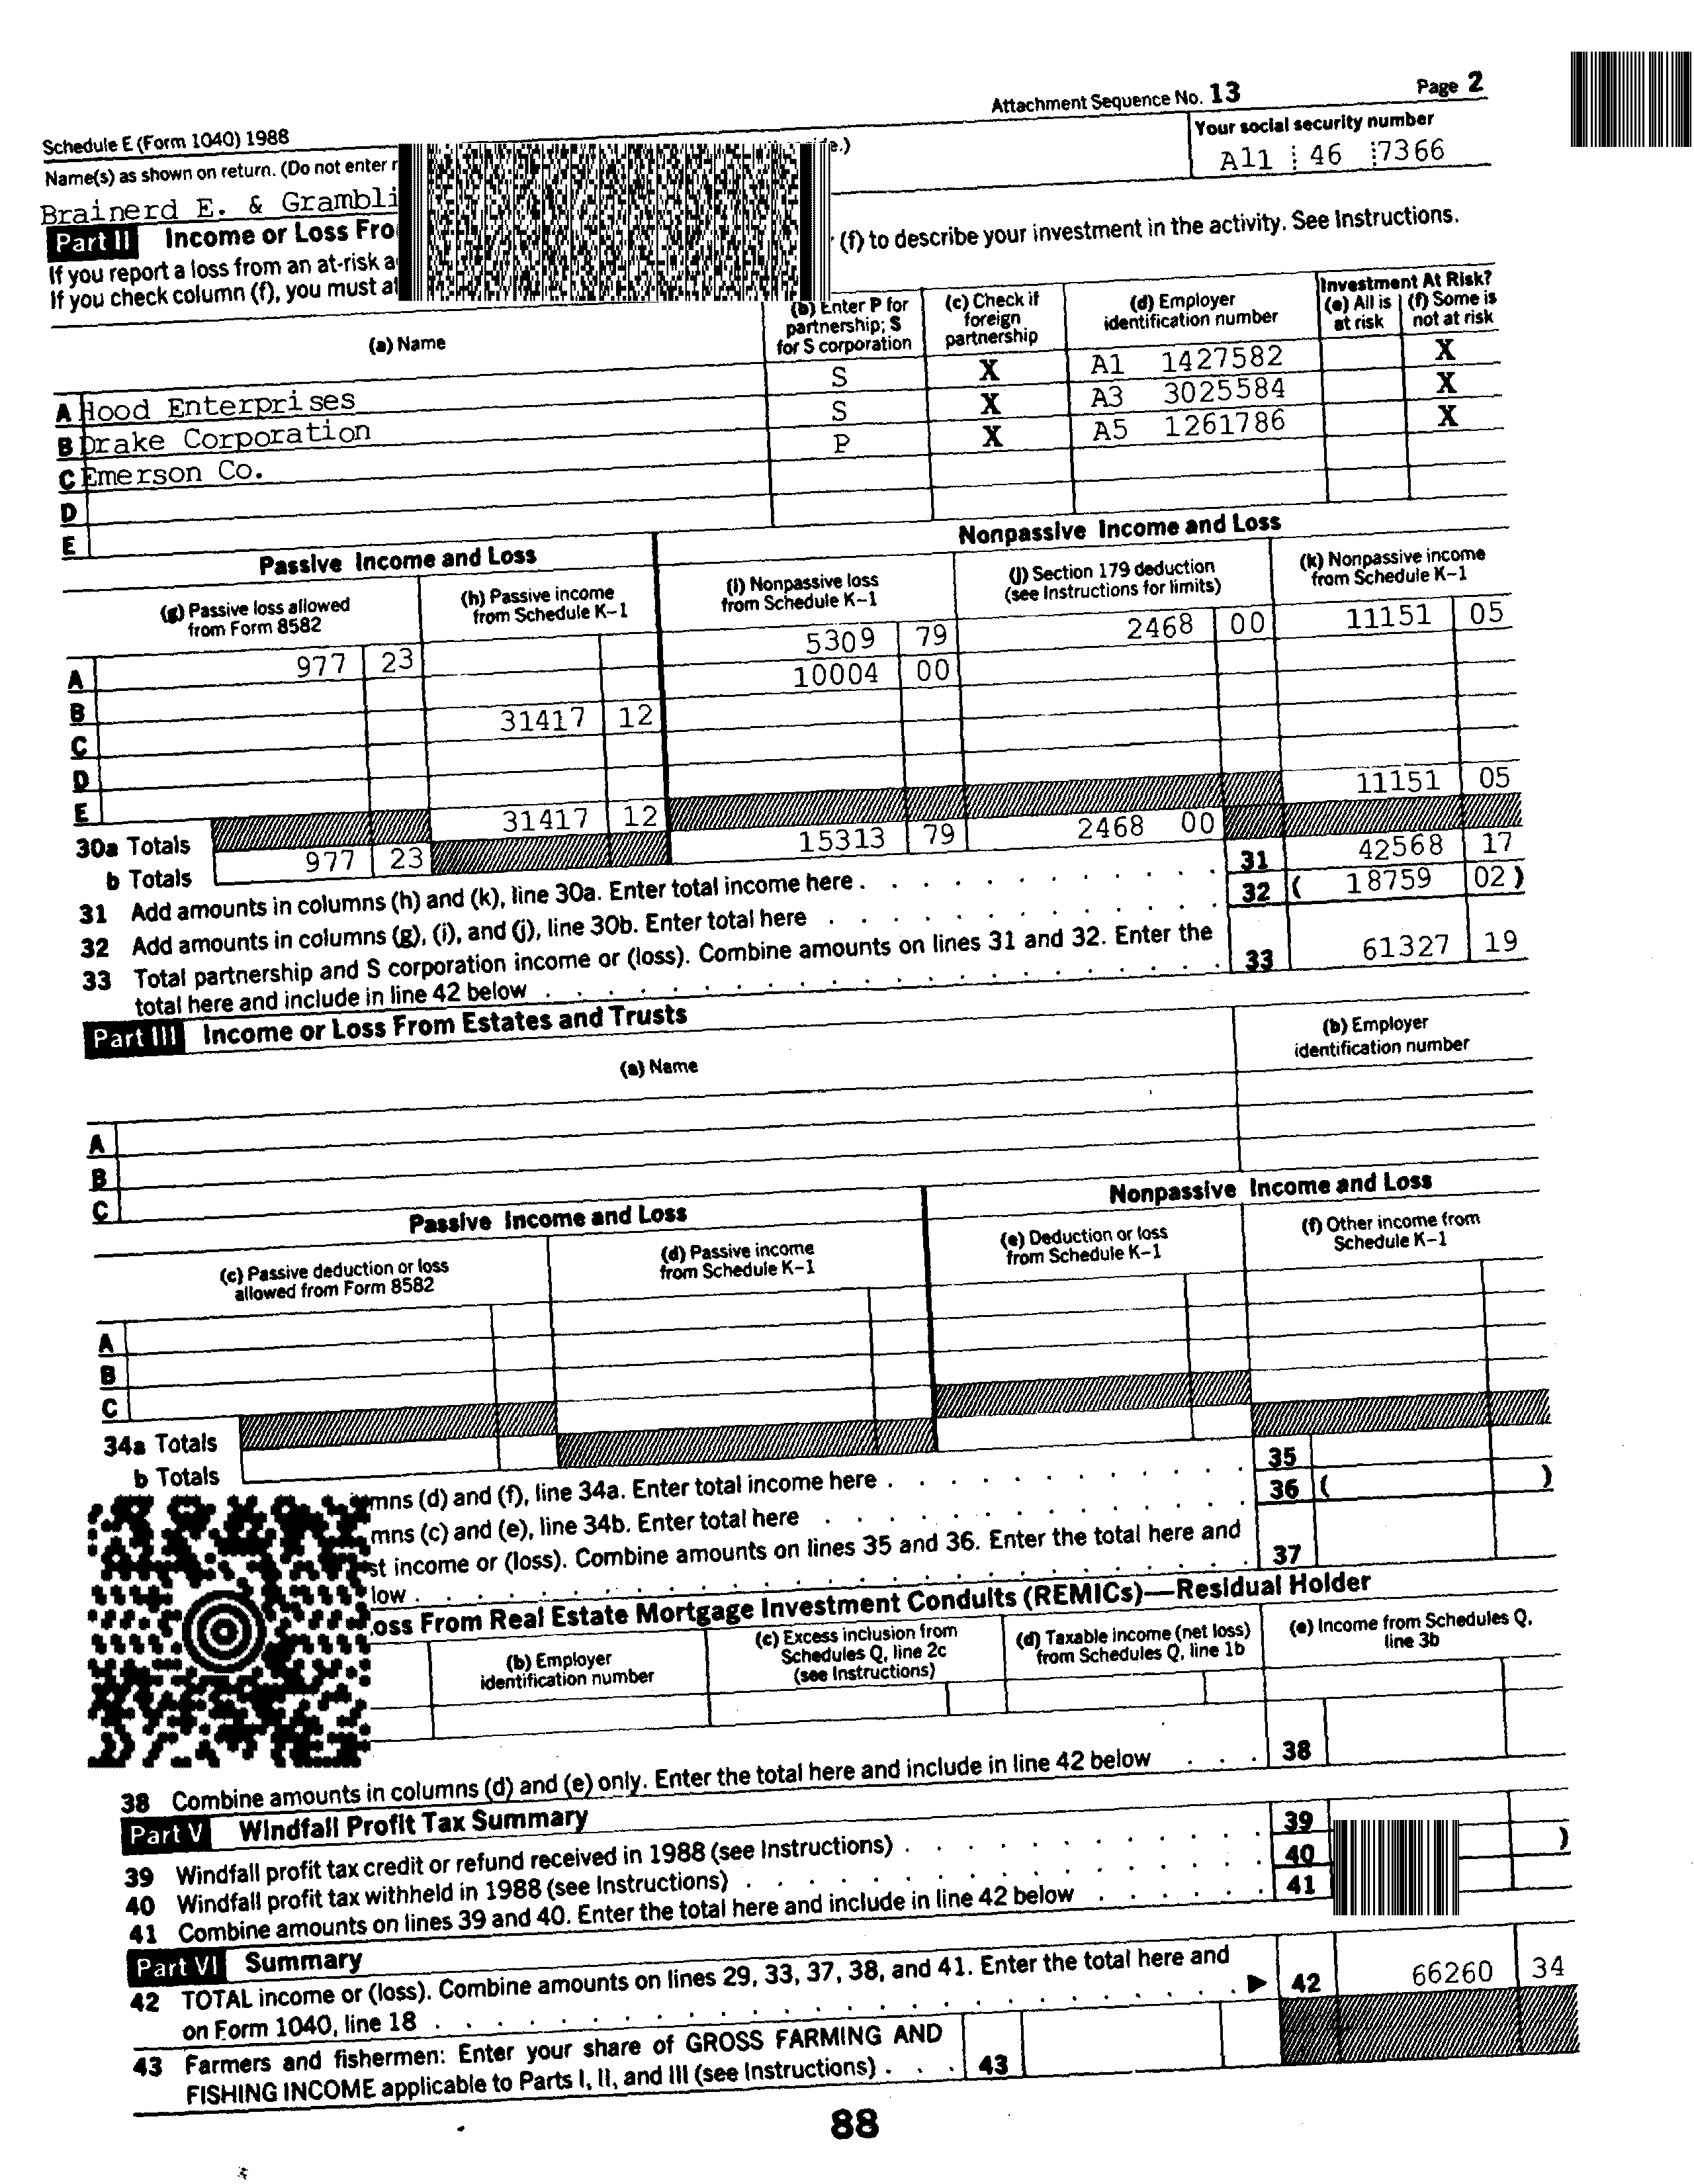 Attachment Sequence No. 13 Page 2
Schedule E (Form 1040) 1988
Name(s) as shown on return. (Do not enter
Your social security number
A11 46 7366
Brainerd E. &
Part II Income or Loss
(f) to describe your investment in the activity. See Instructions.
If you report a loss from an at-risk
If you check column (f), you must
(a) Name
(b) Enter P for partnership; S for S corporation
(c) Check if foreign partnership
(d) Employer identification number
Investment At Risk?
(e) All is at risk
(f) Some is not at risk
A Hood Enterprises S X A1 1427582 X
B Drake Corporation S X A3 3025584 X
C Emerson Co. P X A5 1261786 X
D
E
Passive Income and Loss
Nonpassive Income and Loss
(g) Passive loss allowed from Form 8582
(h) Passive income from Schedule K-1
(i) Nonpassive loss from Schedule K-1
(j) Section 179 deduction (see Instructions for limits)
(k) Nonpassive income from Schedule K-1
A 977 23 5309 79 2468 00 11151 05
B 10004 00
C 31417 12
D
E
30a Totals 31417 12 11151 05
b Totals 977 23 15313 79 2468 00
31 Add amounts in columns (h) and (k), line 30a. Enter total income here . 31 42568 17
32 Add amounts in columns (g), (i), and (j), line 30b. Enter total here . 32 ( 18759 02 )
33 Total partnership and S corporation income or (loss). Combine amounts on lines 31 and 32. Enter the
total here and include in line 42 below . 33 61327 19
Part III Income or Loss From Estates and Trusts
(a) Name
(b) Employer identification number
A
B
C
Passive Income and Loss
Nonpassive Income and Loss
(c) Passive deduction or loss allowed from Form 8582
(d) Passive income from Schedule K-1
(e) Deduction or loss from Schedule K-1
(f) Other income from Schedule K-1
A
B
C
34a Totals
b Totals
(d) and (f), line 34a. Enter total income here . 35
(c) and (e), line 34b. Enter total here . 36 ( )
income or (loss). Combine amounts on lines 35 and 36. Enter the total here and
. 37
From Real Estate Mortgage Investment Conduits (REMICs)—Residual Holder
(b) Employer identification number
(c) Excess inclusion from Schedules Q, line 2c (see Instructions)
(d) Taxable income (net loss) from Schedules Q, line 1b
(e) Income from Schedules Q, line 3b
38 Combine amounts in columns (d) and (e) only. Enter the total here and include in line 42 below . . . 38
Part V Windfall Profit Tax Summary
39 Windfall profit tax credit or refund received in 1988 (see Instructions) . 39
40 Windfall profit tax withheld in 1988 (see Instructions) . 40 )
41 Combine amounts on lines 39 and 40. Enter the total here and include in line 42 below . 41
Part VI Summary
42 TOTAL income or (loss). Combine amounts on lines 29, 33, 37, 38, and 41. Enter the total here and
on Form 1040, line 18 . ▶ 42 66260 34
43 Farmers and fishermen: Enter your share of GROSS FARMING AND
FISHING INCOME applicable to Parts I, II, and III (see Instructions) . . . 43
88